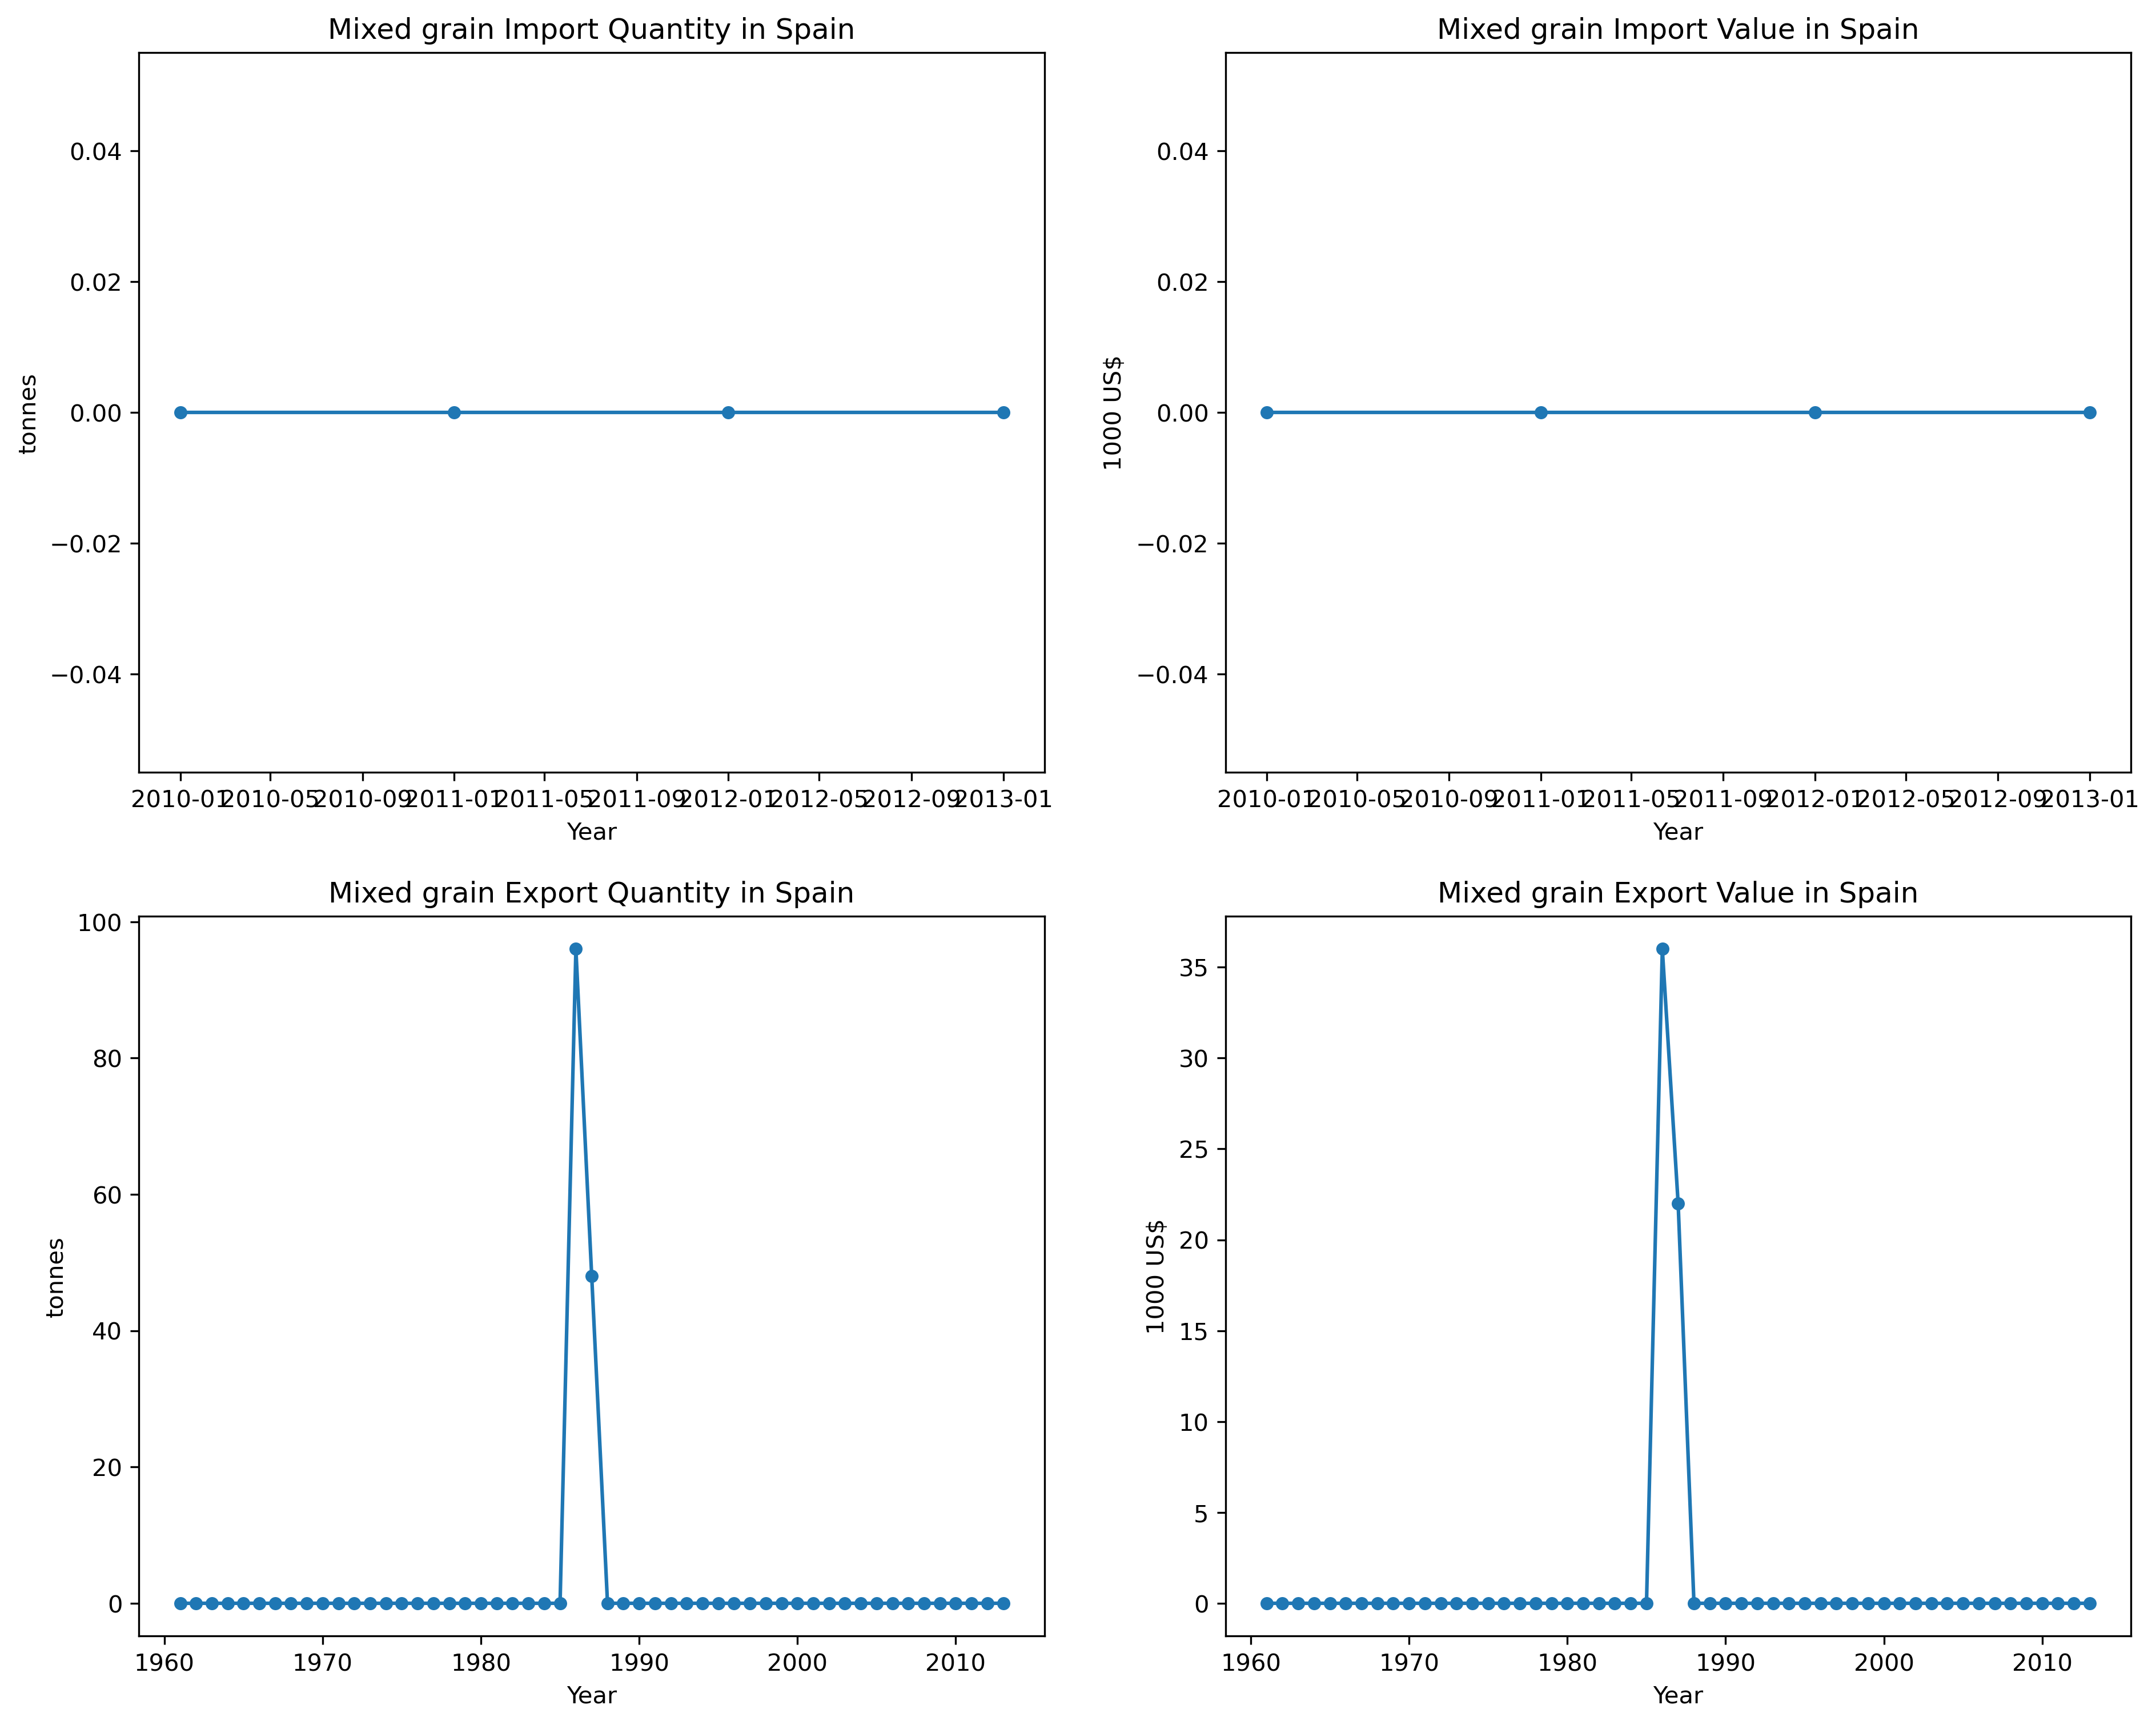 Mixed grain Import Quantity in Spain
0.04
0.02
0.00
−0.02
−0.04
tonnes
2010-01 2010-05 2010-09 2011-01 2011-05 2011-09 2012-01 2012-05 2012-09 2013-01
Year
Mixed grain Import Value in Spain
0.04
0.02
0.00
−0.02
−0.04
1000 US$
2010-01 2010-05 2010-09 2011-01 2011-05 2011-09 2012-01 2012-05 2012-09 2013-01
Year
Mixed grain Export Quantity in Spain
100
80
60
40
20
0
tonnes
1960 1970 1980 1990 2000 2010
Year
Mixed grain Export Value in Spain
35
30
25
20
15
10
5
0
1000 US$
1960 1970 1980 1990 2000 2010
Year